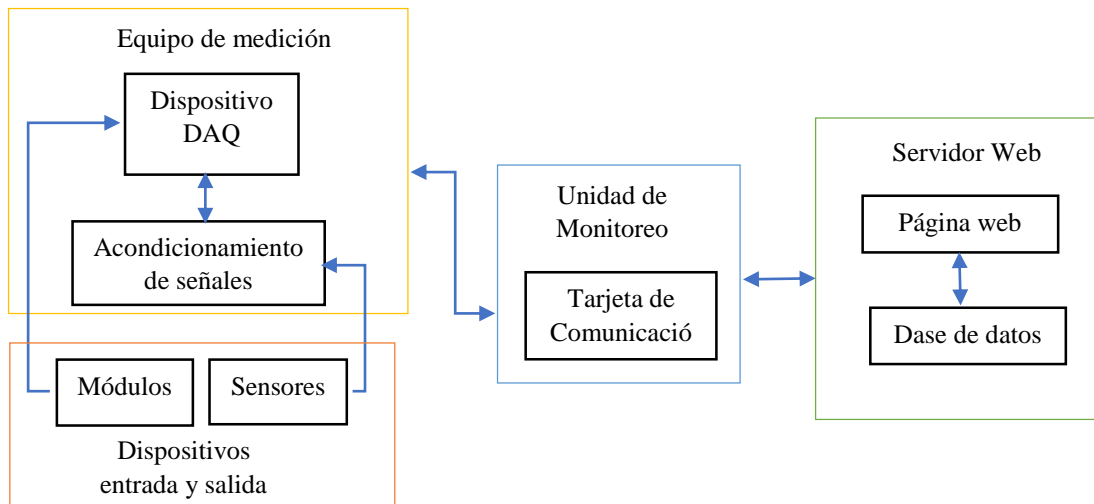 Equipo de medición
Dispositivo
DAQ
Acondicionamiento
de señales
Módulos
Sensores
Dispositivos
entrada y salida
Unidad de
Monitoreo
Tarjeta de
Comunicació
Servidor Web
Página web
Dase de datos